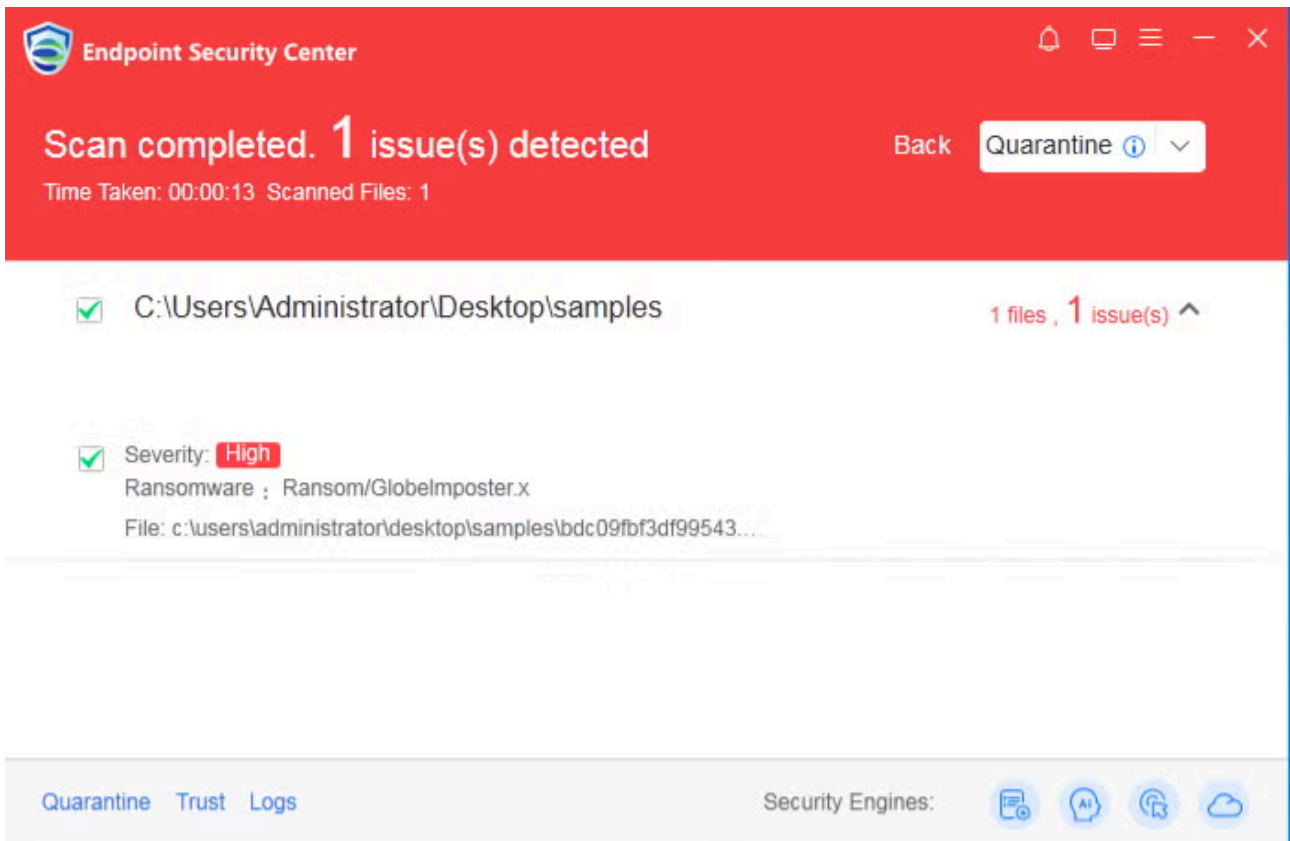 Endpoint Security Center
Scan completed. 1 issue(s) detected
Back
Quarantine
Time Taken: 00:00:13 Scanned Files: 1
C:\Users\Administrator\Desktop\samples
1 files , 1 issue(s)
Severity: High
Ransomware ： Ransom/GlobeImposter.x
File: c:\users\administrator\desktop\samples\bdc09fbf3df99543...
Quarantine Trust Logs
Security Engines:
AI